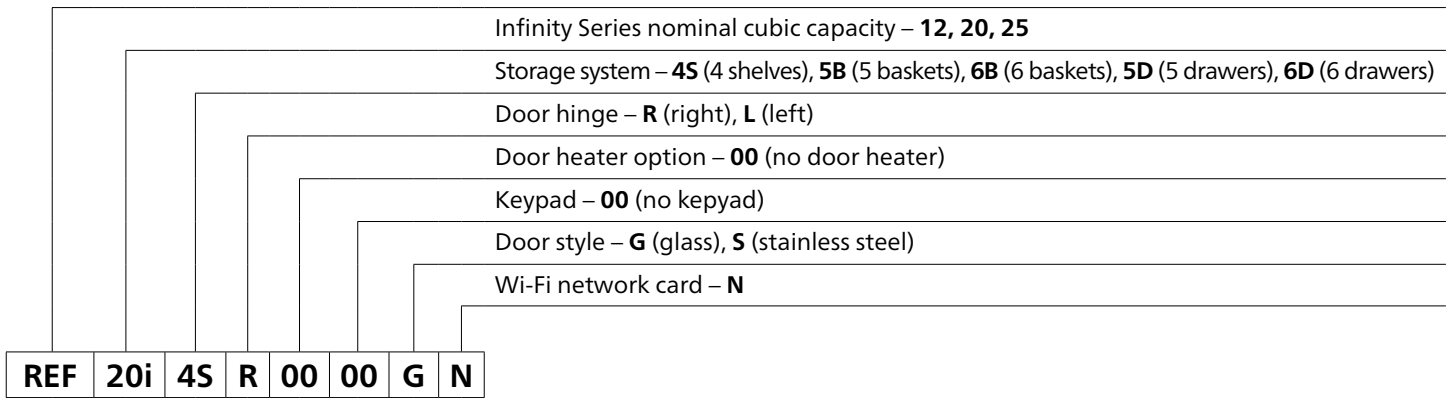 Infinity Series nominal cubic capacity – 12, 20, 25
Storage system – 4S (4 shelves), 5B (5 baskets), 6B (6 baskets), 5D (5 drawers), 6D (6 drawers)
Door hinge – R (right), L (left)
Door heater option – 00 (no door heater)
Keypad – 00 (no kepyad)
Door style – G (glass), S (stainless steel)
Wi-Fi network card – N
REF 20i 4S R 00 00 G N